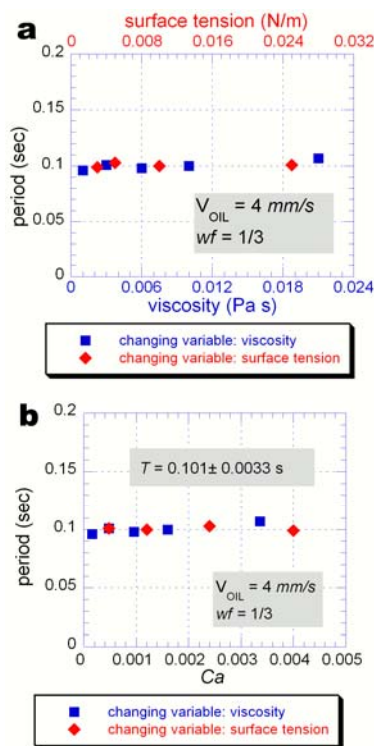 surface tension (N/m)
a
0 0.008 0.016 0.024 0.032
0.2
0.15
0.1
0.05
0
period (sec)
V_OIL = 4 mm/s
wf = 1/3
0 0.006 0.012 0.018 0.024
viscosity (Pa s)
changing variable: viscosity
changing variable: surface tension
b
0.2
0.15
0.1
0.05
0
period (sec)
T = 0.101± 0.0033 s
V_OIL = 4 mm/s
wf = 1/3
0 0.001 0.002 0.003 0.004 0.005
Ca
changing variable: viscosity
changing variable: surface tension